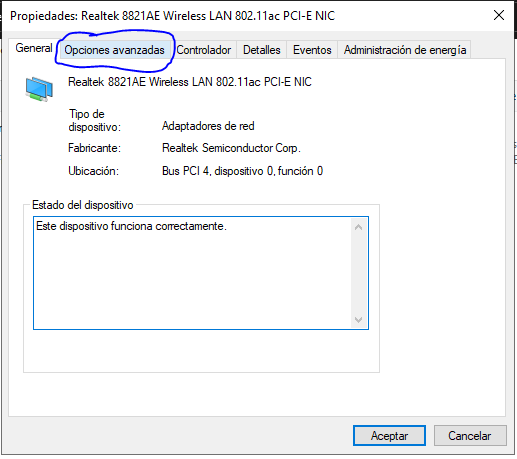 Propiedades: Realtek 8821AE Wireless LAN 802.11ac PCI-E NIC
General Opciones avanzadas Controlador Detalles Eventos Administración de energía
Realtek 8821AE Wireless LAN 802.11ac PCI-E NIC
Tipo de dispositivo: Adaptadores de red
Fabricante: Realtek Semiconductor Corp.
Ubicación: Bus PCI 4, dispositivo 0, función 0
Estado del dispositivo
Este dispositivo funciona correctamente.
Aceptar Cancelar